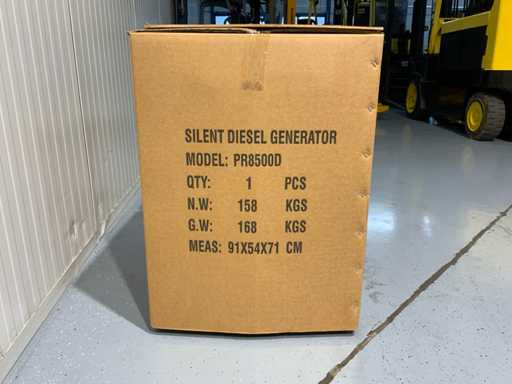 SILENT DIESEL GENERATOR
MODEL: PR8500D
QTY: 1 PCS
N.W: 158 KGS
G.W: 168 KGS
MEAS: 91X54X71 CM